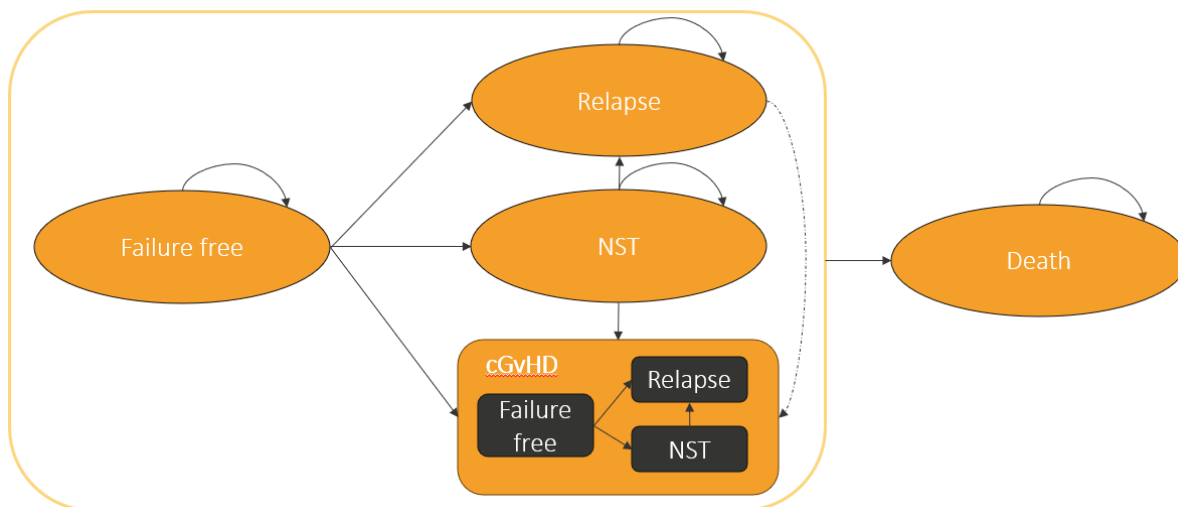 Relapse
Failure free
NST
Death
cGvHD
Relapse
Failure
free
NST